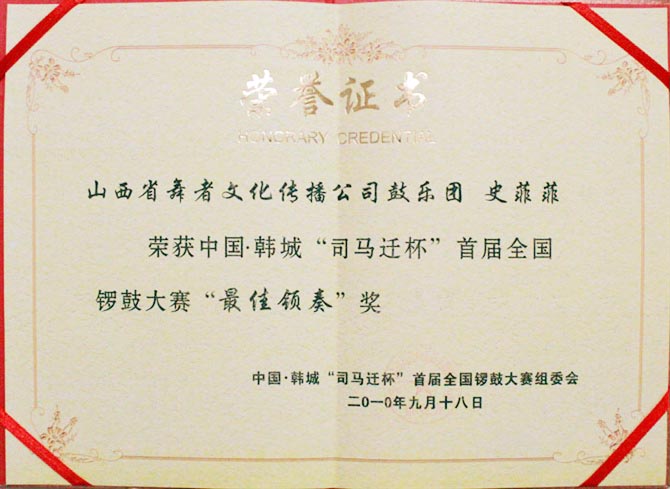 荣誉证书
HONORARY CREDENTIAL
山西省舞者文化传播公司鼓乐团 史菲菲
荣获中国·韩城“司马迁杯”首届全国
锣鼓大赛“最佳领奏”奖
中国·韩城“司马迁杯”首届全国锣鼓大赛组委会
二0一0年九月十八日